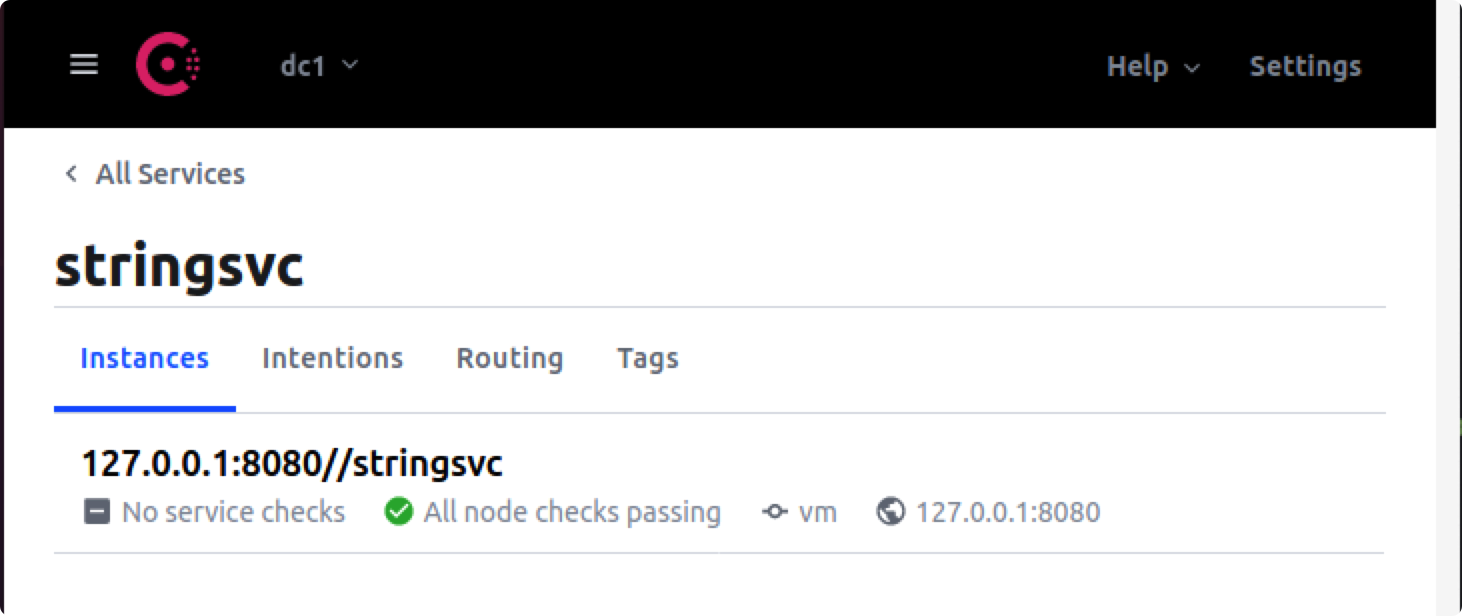 dc1
Help
Settings
All Services
stringsvc
Instances Intentions Routing Tags
127.0.0.1:8080//stringsvc
No service checks All node checks passing vm 127.0.0.1:8080